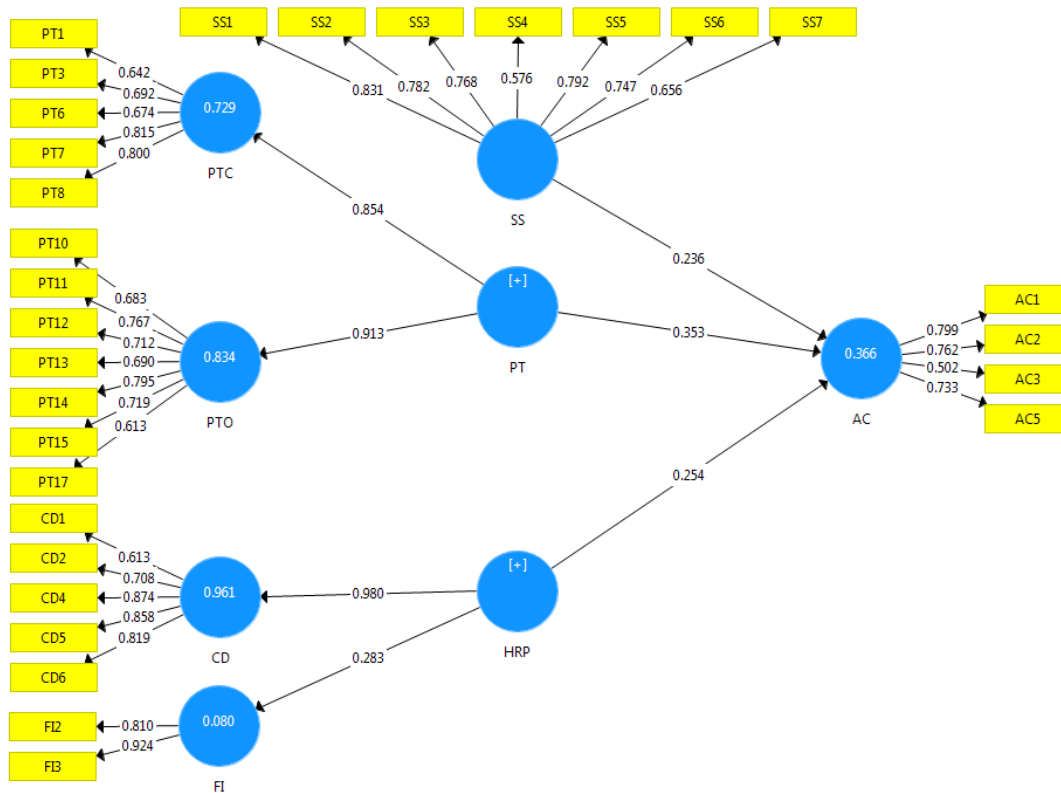 SS1 SS2 SS3 SS4 SS5 SS6 SS7
0.831 0.782 0.768 0.576 0.792 0.747 0.656
SS
PT1
PT3
PT6
PT7
PT8
0.642
0.692
0.674
0.815
0.800
0.729
PTC
0.854
0.236
PT10
PT11
PT12
PT13
PT14
PT15
PT17
0.683
0.767
0.712
0.690
0.795
0.719
0.613
0.834
PTO
0.913
[+]
PT
0.353
0.366
AC
0.799
0.762
0.502
0.733
AC1
AC2
AC3
AC5
0.254
CD1
CD2
CD4
CD5
CD6
0.613
0.708
0.874
0.858
0.819
0.961
CD
0.980
[+]
HRP
0.283
FI2
FI3
0.810
0.924
0.080
FI